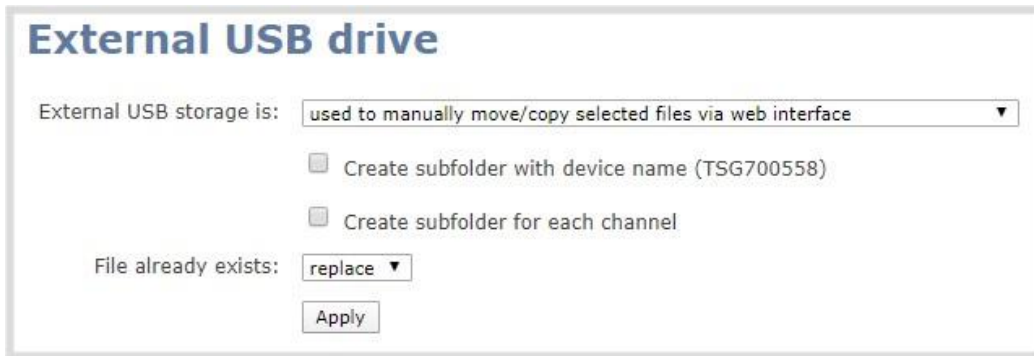 External USB drive
External USB storage is: used to manually move/copy selected files via web interface
Create subfolder with device name (TSG700558)
Create subfolder for each channel
File already exists: replace
Apply